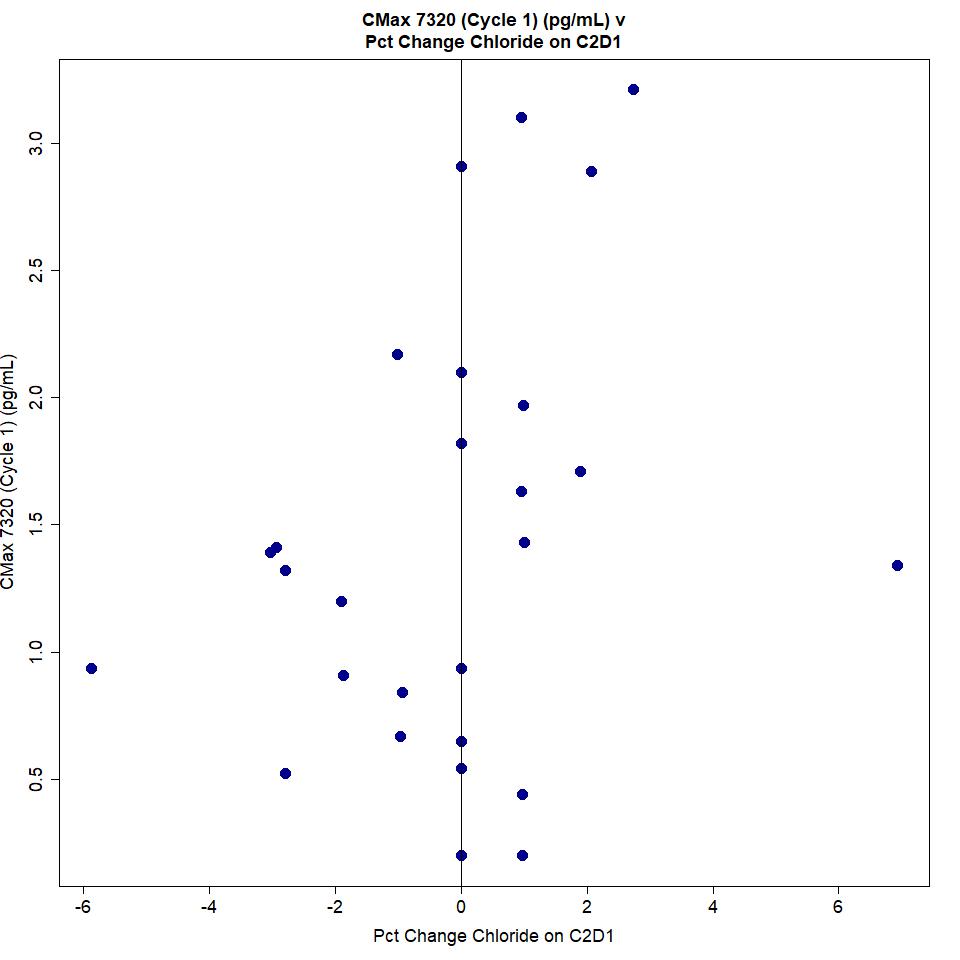 CMax 7320 (Cycle 1) (pg/mL) v
Pct Change Chloride on C2D1
3.0
2.5
2.0
1.5
1.0
0.5
CMax 7320 (Cycle 1) (pg/mL)
-6 -4 -2 0 2 4 6
Pct Change Chloride on C2D1